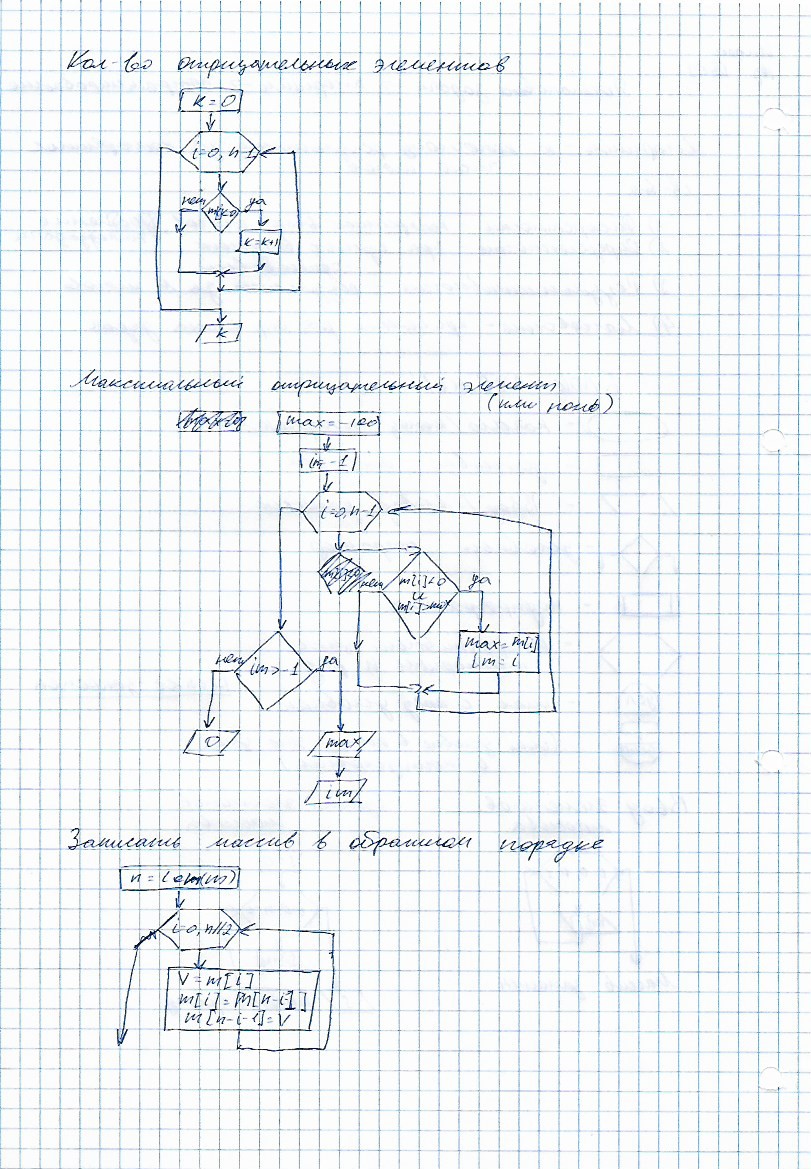 Кол-во отрицательных элементов
k = 0
i=0, n-1
нет m[i]<0 да
k=k+1
k
Максимальный отрицательный элемент
(или ноль)
max = -100
im=-1
i=0, n-1
нет m[i]<0 да
и
m[i]>max
max = m[i]
im = i
нет im>-1 да
0 max
im
Записать массив в обратном порядке
n = len(m)
i=0, n//2
V = m[i]
m[i] = m[n-i-1]
m[n-i-1] = V